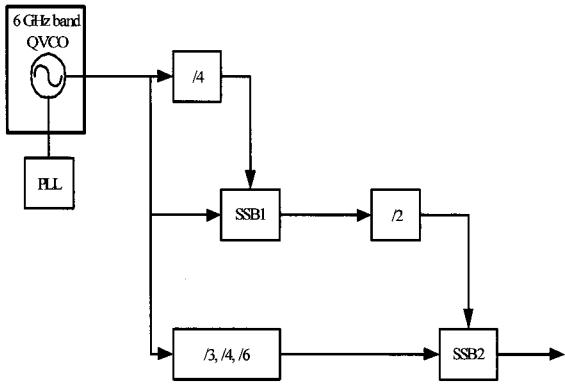 6 GHz band
QVCO
/4
PLL
SSB1
/2
/3, /4, /6
SSB2